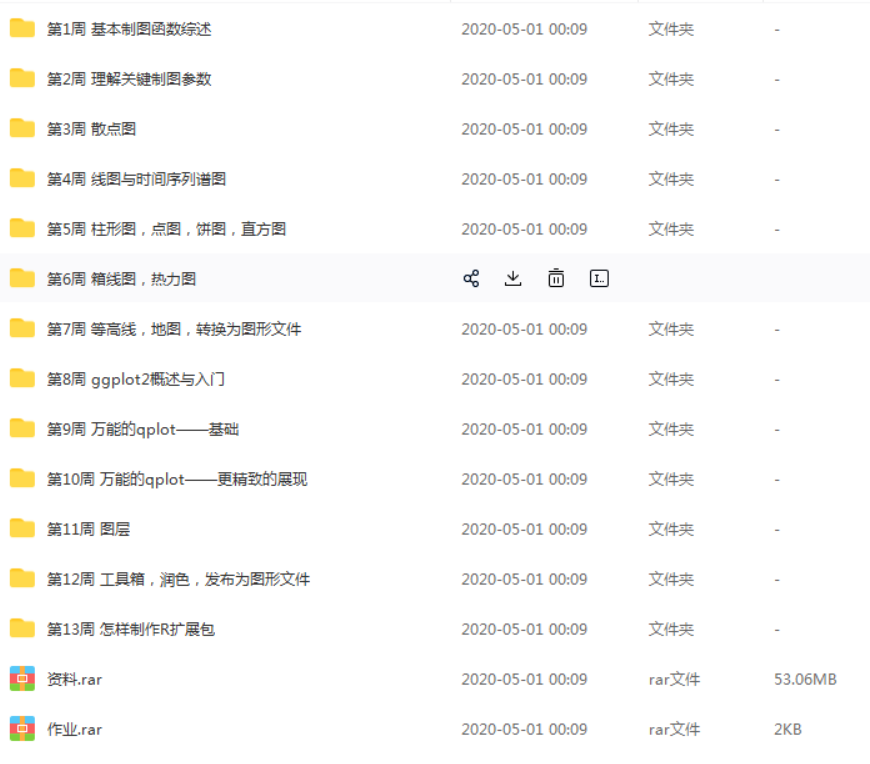 第1周 基本制图函数综述 2020-05-01 00:09 文件夹 -
第2周 理解关键制图参数 2020-05-01 00:09 文件夹 -
第3周 散点图 2020-05-01 00:09 文件夹 -
第4周 线图与时间序列谱图 2020-05-01 00:09 文件夹 -
第5周 柱形图，点图，饼图，直方图 2020-05-01 00:09 文件夹 -
第6周 箱线图，热力图
第7周 等高线，地图，转换为图形文件 2020-05-01 00:09 文件夹 -
第8周 ggplot2概述与入门 2020-05-01 00:09 文件夹 -
第9周 万能的qplot——基础 2020-05-01 00:09 文件夹 -
第10周 万能的qplot——更精致的展现 2020-05-01 00:09 文件夹 -
第11周 图层 2020-05-01 00:09 文件夹 -
第12周 工具箱，润色，发布为图形文件 2020-05-01 00:09 文件夹 -
第13周 怎样制作R扩展包 2020-05-01 00:09 文件夹 -
资料.rar 2020-05-01 00:09 rar文件 53.06MB
作业.rar 2020-05-01 00:09 rar文件 2KB